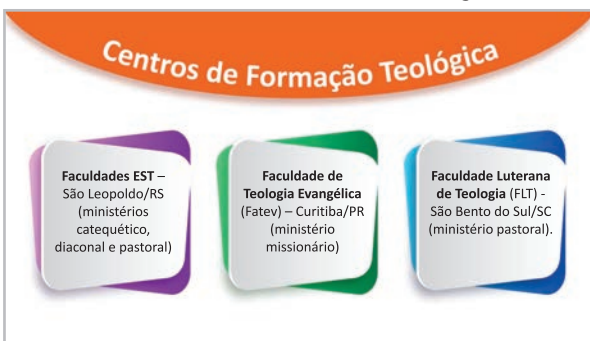 Centros de Formação Teológica
Faculdades EST –
São Leopoldo/RS
(ministérios
catequético,
diaconal e pastoral)
Faculdade de
Teologia Evangélica
(Fatev) – Curitiba/PR
(ministério
missionário)
Faculdade Luterana
de Teologia (FLT) -
São Bento do Sul/SC
(ministério pastoral).